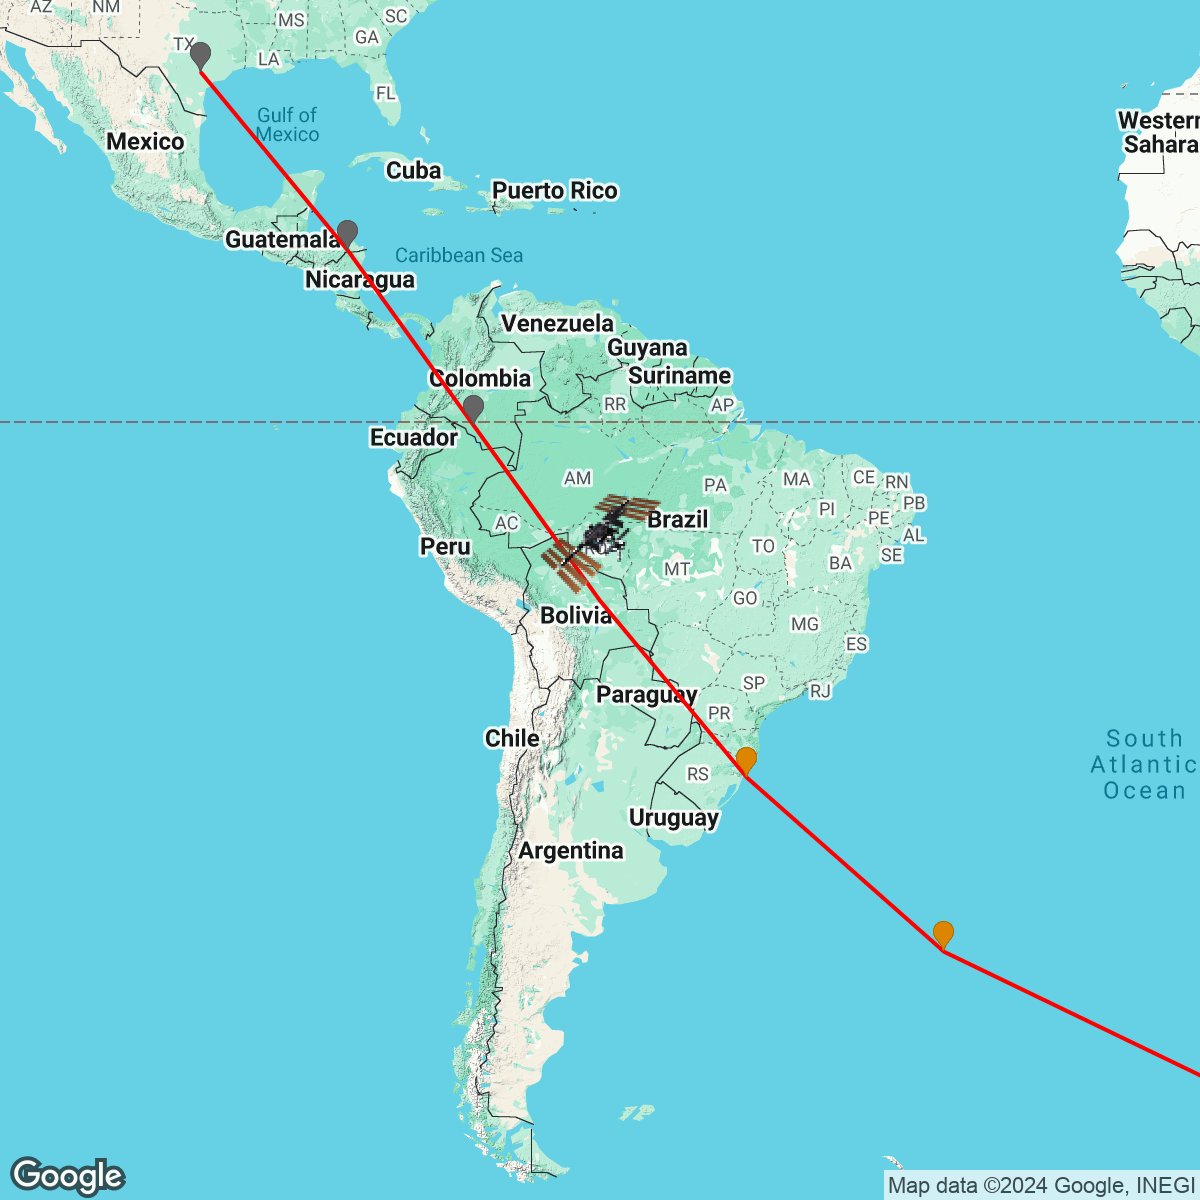 AZ
NM
MS
SC
TX
GA
LA
FL
Gulf of
Mexico
Mexico
Cuba
Puerto Rico
Western
Sahara
Guatemala
Caribbean Sea
Nicaragua
Venezuela
Guyana
Suriname
Colombia
RR
AP
Ecuador
AM
PA
MA
CE
RN
PB
PI
PE
AC
Brazil
AL
SE
Peru
TO
BA
MT
GO
Bolivia
MG
ES
SP
RJ
Paraguay
PR
Chile
RS
South
Atlantic
Ocean
Uruguay
Argentina
Google
Map data ©2024 Google, INEGI